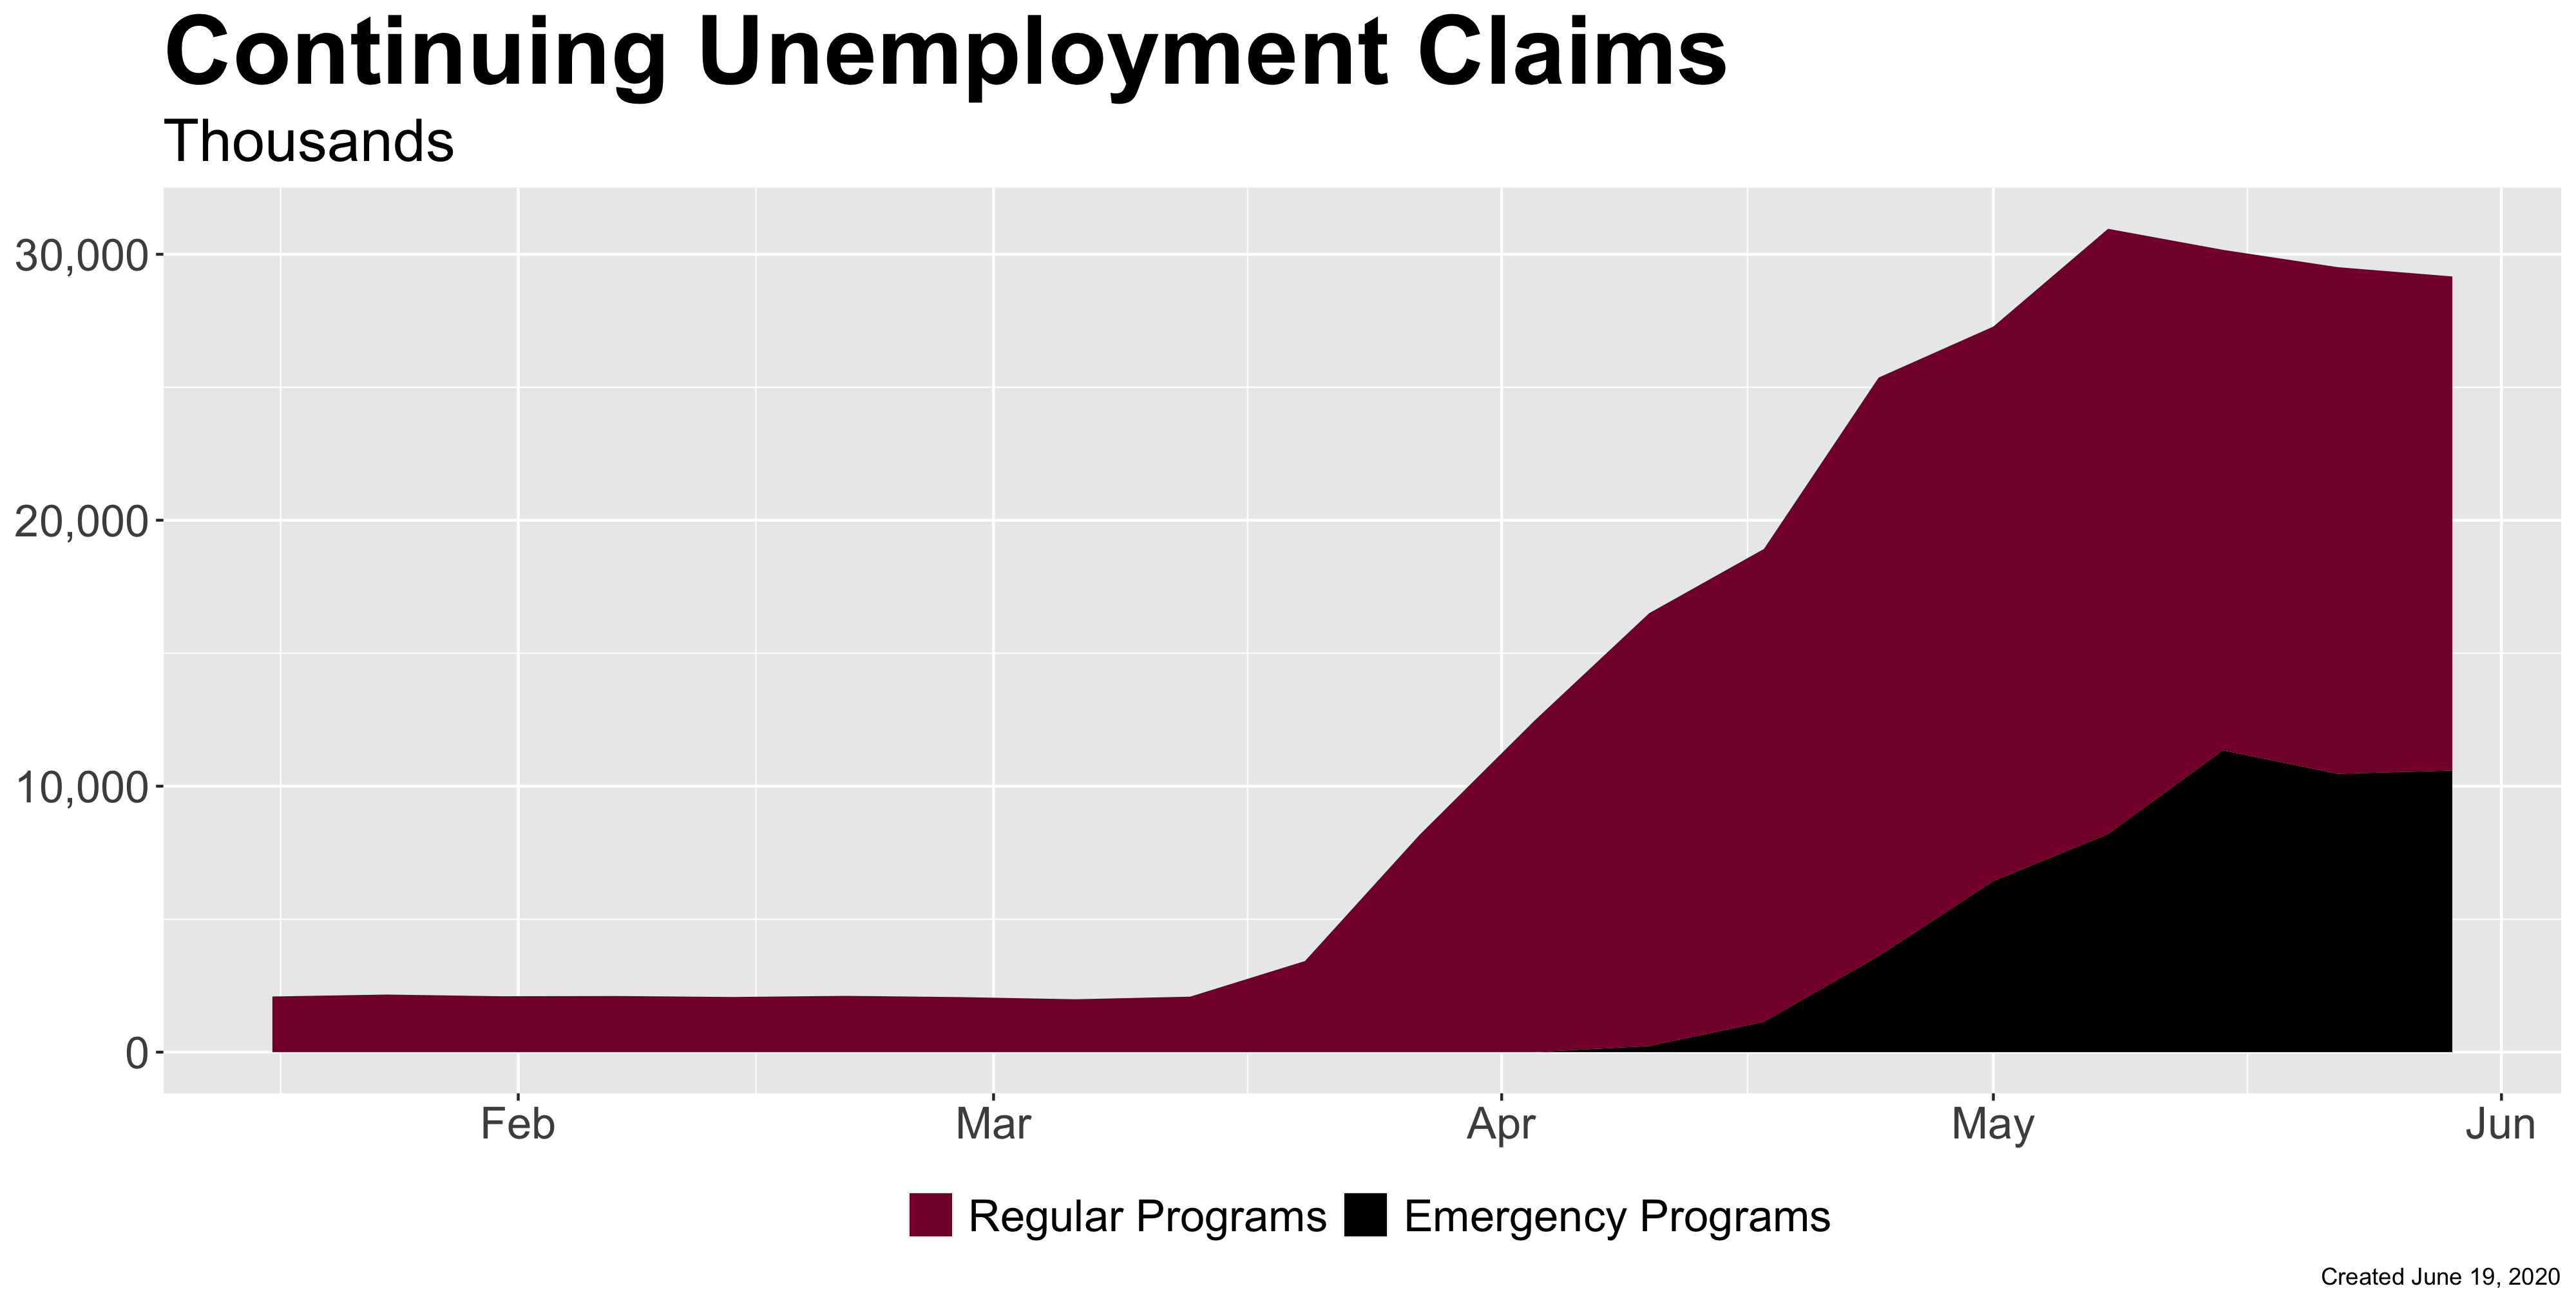 Continuing Unemployment Claims
Thousands
30,000
20,000
10,000
0
Feb Mar Apr May Jun
Regular Programs Emergency Programs
Created June 19, 2020